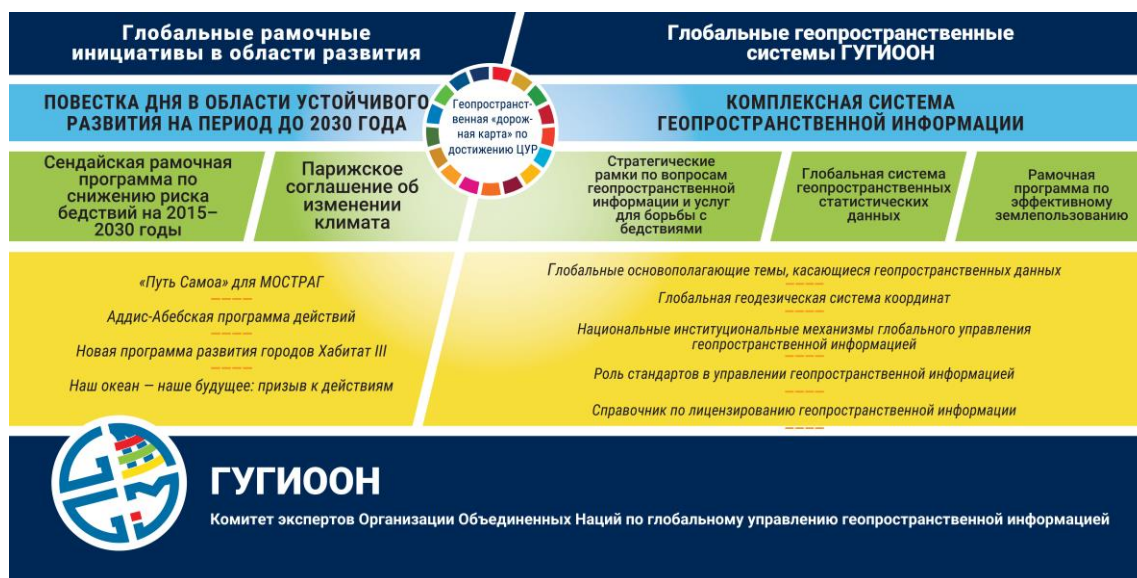 Глобальные рамочные
инициативы в области развития
Глобальные геопространственные
системы ГУГИООН
ПОВЕСТКА ДНЯ В ОБЛАСТИ УСТОЙЧИВОГО
РАЗВИТИЯ НА ПЕРИОД ДО 2030 ГОДА
Геопространст-
венная «дорож-
ная карта» по
достижению ЦУР
КОМПЛЕКСНАЯ СИСТЕМА
ГЕОПРОСТРАНСТВЕННОЙ ИНФОРМАЦИИ
Сендайская рамочная
программа по
снижению риска
бедствий на 2015–
2030 годы
Парижское
соглашение об
изменении
климата
Стратегические
рамки по вопросам
геопространственной
информации и услуг
для борьбы с
бедствиями
Глобальная система
геопространственных
статистических
данных
Рамочная
программа по
эффективному
землепользованию
«Путь Самоа» для МОСТРАГ
Аддис-Абебская программа действий
Новая программа развития городов Хабитат III
Наш океан — наше будущее: призыв к действиям
Глобальные основополагающие темы, касающиеся геопространственных данных
Глобальная геодезическая система координат
Национальные институциональные механизмы глобального управления
геопространственной информацией
Роль стандартов в управлении геопространственной информацией
Справочник по лицензированию геопространственной информации
ГУГИООН
Комитет экспертов Организации Объединенных Наций по глобальному управлению геопространственной информацией